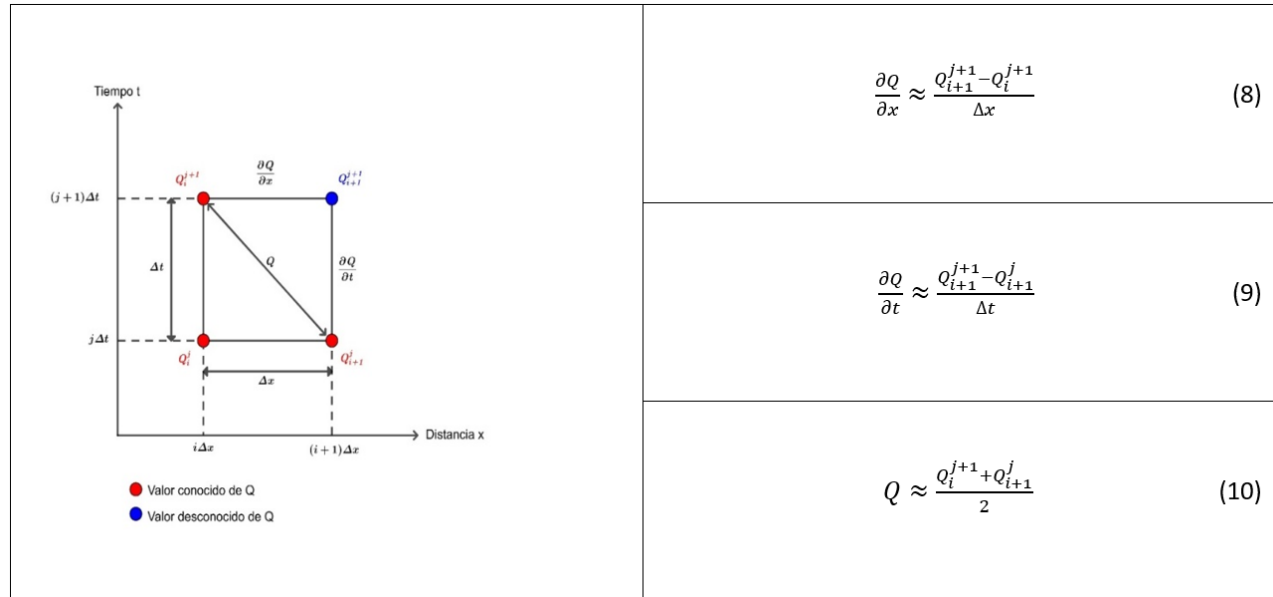 Tiempo t
Q_i^{j+1}
∂Q/∂x
Q_{i+1}^{j+1}
(j+1)Δt
Δt
Q
∂Q/∂t
jΔt
Q_i^j
Q_{i+1}^j
Δx
Distancia x
iΔx
(i+1)Δx
Valor conocido de Q
Valor desconocido de Q
∂Q/∂x ≈ (Q_{i+1}^{j+1} − Q_i^{j+1})/Δx (8)
∂Q/∂t ≈ (Q_{i+1}^{j+1} − Q_{i+1}^j)/Δt (9)
Q ≈ (Q_i^{j+1} + Q_{i+1}^j)/2 (10)